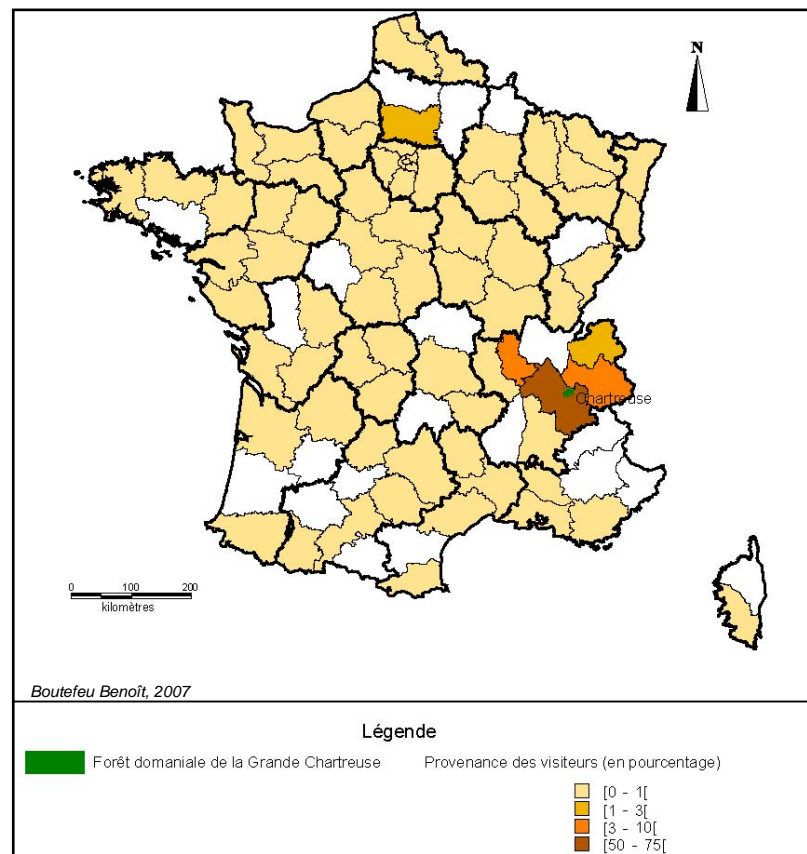 N
Chartreuse
0 100 200
kilomètres
Boutefeu Benoît, 2007
Légende
Forêt domaniale de la Grande Chartreuse
Provenance des visiteurs (en pourcentage)
[0 - 1[
[1 - 3[
[3 - 10[
[50 - 75[